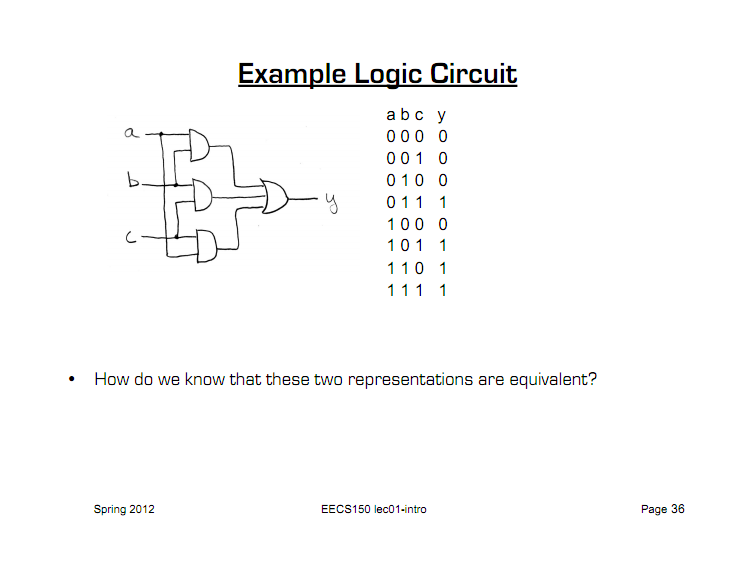 Example Logic Circuit
a b c y
0 0 0 0
0 0 1 0
0 1 0 0
0 1 1 1
1 0 0 0
1 0 1 1
1 1 0 1
1 1 1 1
a
b
c
y
• How do we know that these two representations are equivalent?
Spring 2012
EECS150 lec01-intro
Page 36